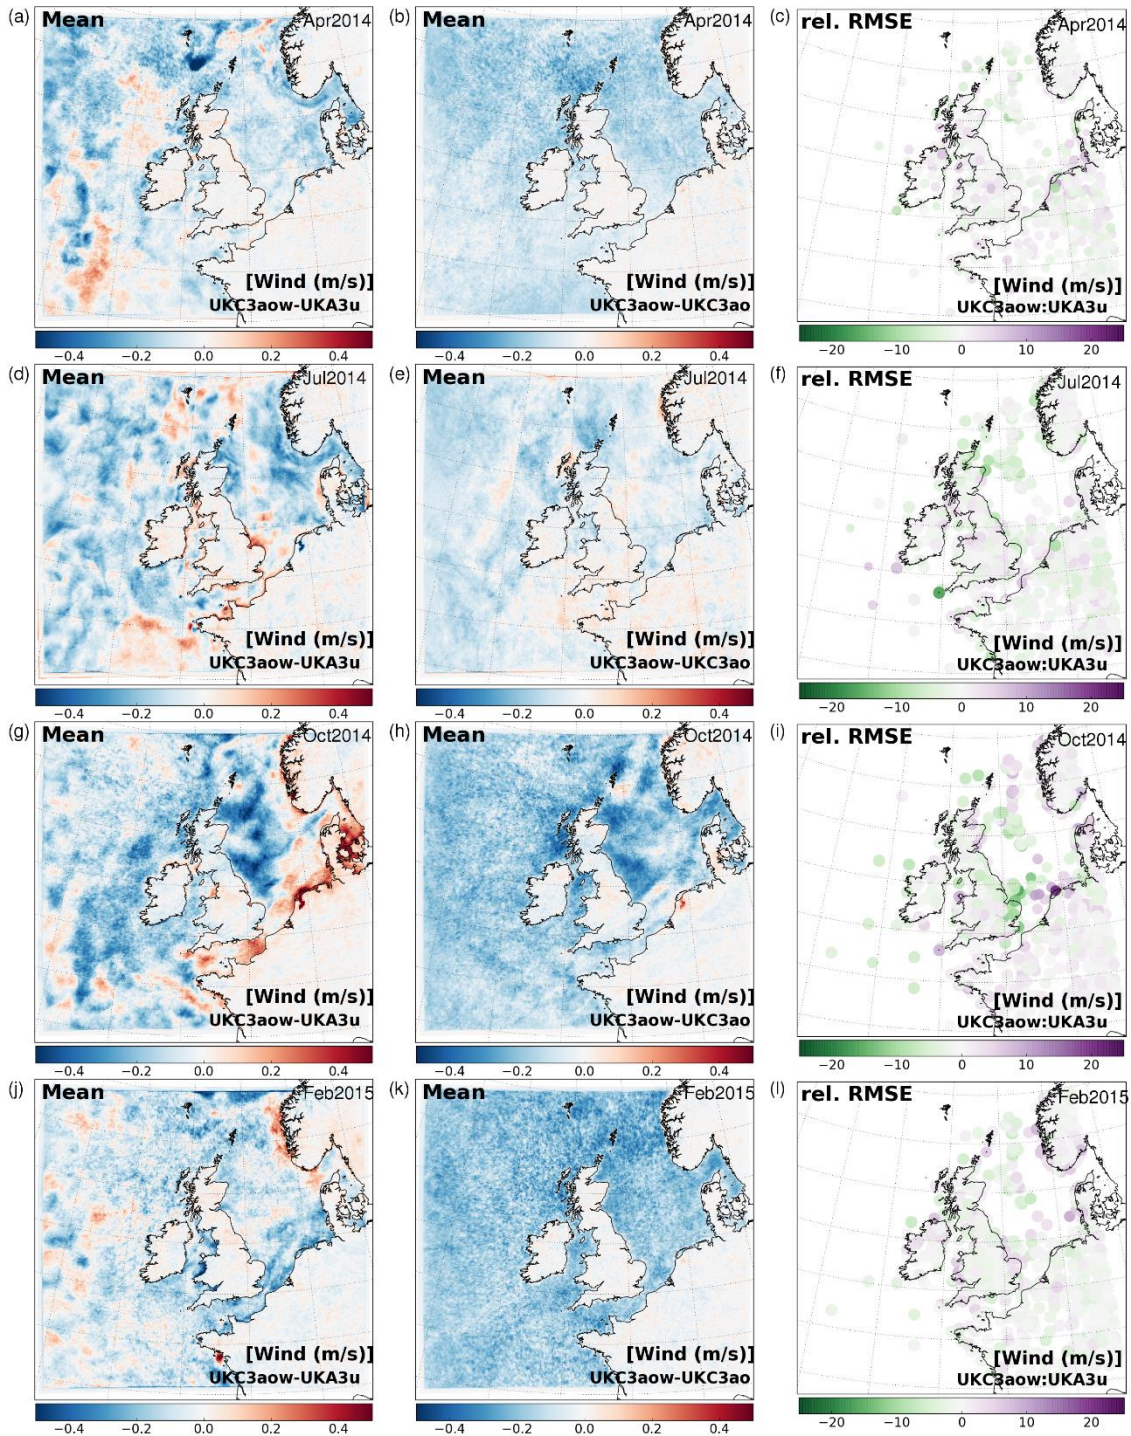 (a) Mean Apr2014
[Wind (m/s)]
UKC3aow-UKA3u
−0.4 −0.2 0.0 0.2 0.4
(b) Mean Apr2014
[Wind (m/s)]
UKC3aow-UKC3ao
−0.4 −0.2 0.0 0.2 0.4
(c) rel. RMSE Apr2014
[Wind (m/s)]
UKC3aow:UKA3u
−20 −10 0 10 20
(d) Mean Jul2014
[Wind (m/s)]
UKC3aow-UKA3u
−0.4 −0.2 0.0 0.2 0.4
(e) Mean Jul2014
[Wind (m/s)]
UKC3aow-UKC3ao
−0.4 −0.2 0.0 0.2 0.4
(f) rel. RMSE Jul2014
[Wind (m/s)]
UKC3aow:UKA3u
−20 −10 0 10 20
(g) Mean Oct2014
[Wind (m/s)]
UKC3aow-UKA3u
−0.4 −0.2 0.0 0.2 0.4
(h) Mean Oct2014
[Wind (m/s)]
UKC3aow-UKC3ao
−0.4 −0.2 0.0 0.2 0.4
(i) rel. RMSE Oct2014
[Wind (m/s)]
UKC3aow:UKA3u
−20 −10 0 10 20
(j) Mean Feb2015
[Wind (m/s)]
UKC3aow-UKA3u
−0.4 −0.2 0.0 0.2 0.4
(k) Mean Feb2015
[Wind (m/s)]
UKC3aow-UKC3ao
−0.4 −0.2 0.0 0.2 0.4
(l) rel. RMSE Feb2015
[Wind (m/s)]
UKC3aow:UKA3u
−20 −10 0 10 20